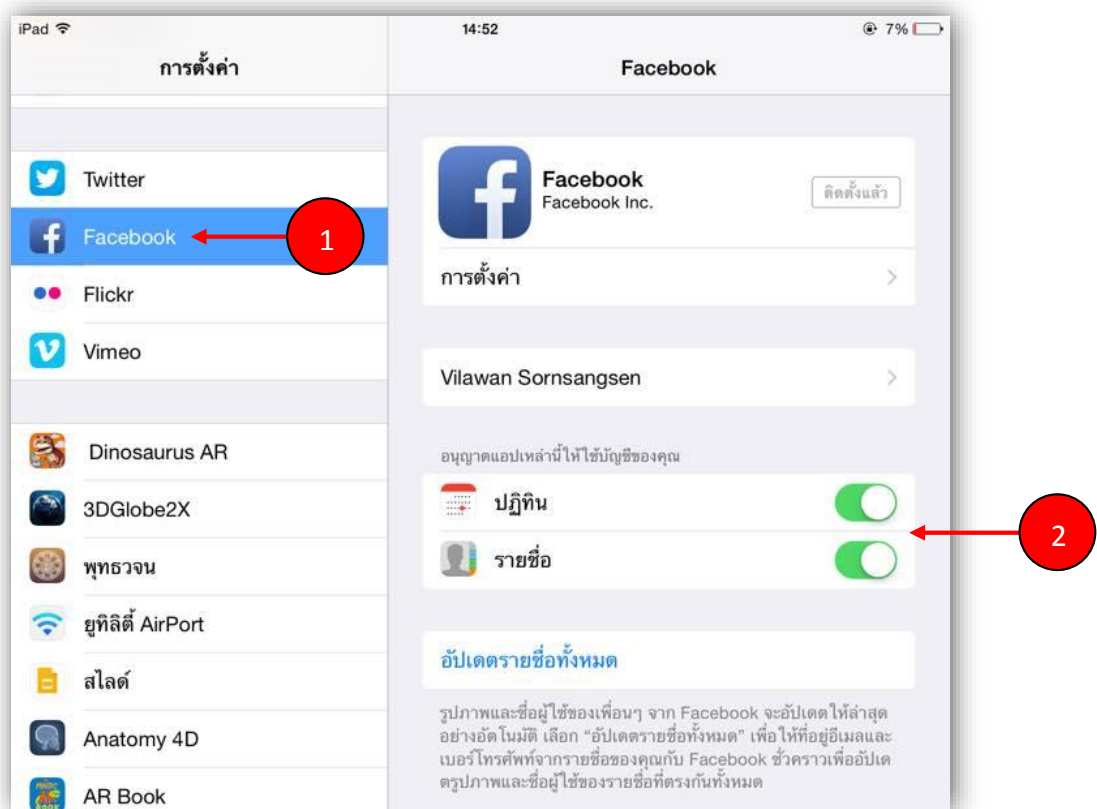 iPad 14:52 7%
การตั้งค่า
Twitter
Facebook 1
Flickr
Vimeo
Dinosaurus AR
3DGlobe2X
พุทธวจน
ยูทิลิตี้ AirPort
สไลด์
Anatomy 4D
AR Book
Facebook
Facebook
Facebook Inc.
ติดตั้งแล้ว
การตั้งค่า
Vilawan Sornsangsen
อนุญาตแอปเหล่านี้ให้ใช้บัญชีของคุณ
ปฏิทิน
รายชื่อ
2
อัปเดตรายชื่อทั้งหมด
รูปภาพและชื่อผู้ใช้ของเพื่อนๆ จาก Facebook จะอัปเดตให้ล่าสุด
อย่างอัตโนมัติ เลือก “อัปเดตรายชื่อทั้งหมด” เพื่อให้ที่อยู่อีเมลและ
เบอร์โทรศัพท์จากรายชื่อของคุณกับ Facebook ชั่วคราวเพื่ออัปเด
ตรูปภาพและชื่อผู้ใช้ของรายชื่อที่ตรงกันทั้งหมด